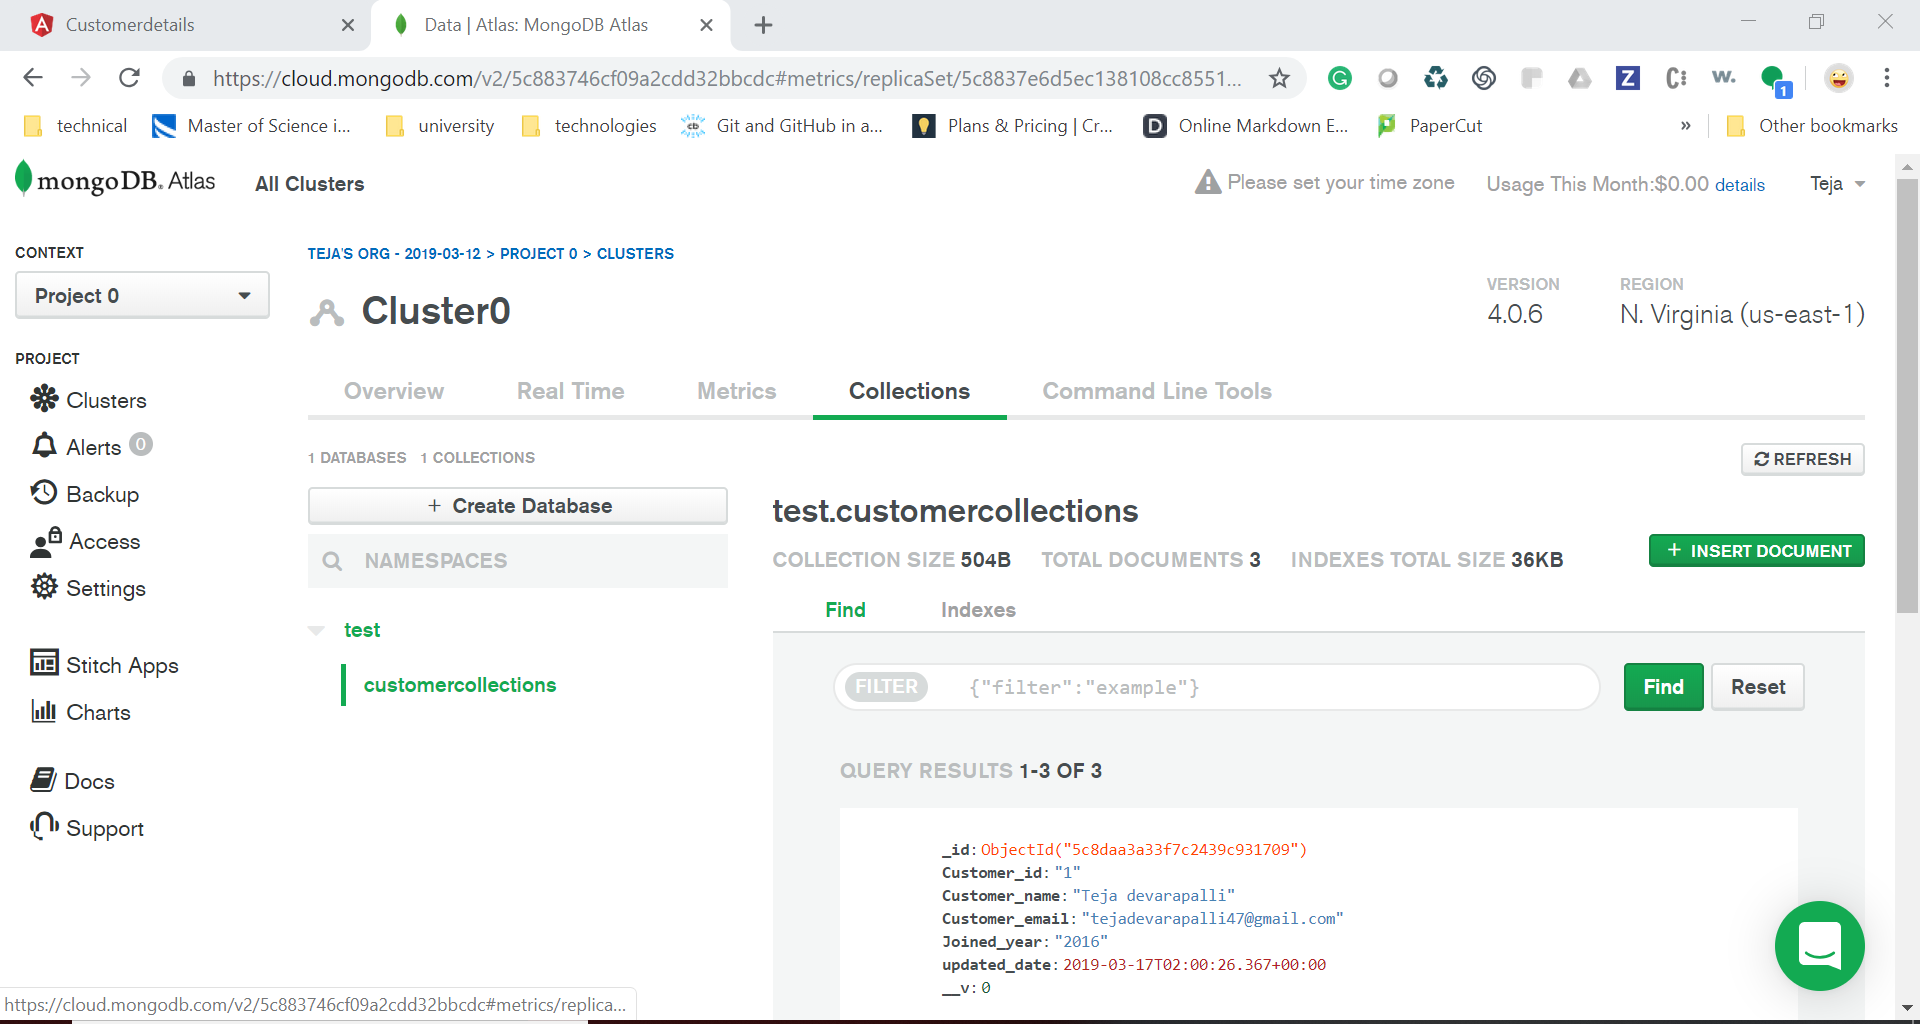 Customerdetails
Data | Atlas: MongoDB Atlas
https://cloud.mongodb.com/v2/5c883746cf09a2cdd32bbcdc#metrics/replicaSet/5c8837e6d5ec138108cc8551...
1
technical
Master of Science i...
university
technologies
Git and GitHub in a...
Plans & Pricing | Cr...
Online Markdown E...
PaperCut
»
Other bookmarks
mongoDB. Atlas
All Clusters
Please set your time zone
Usage This Month:$0.00 details
Teja
CONTEXT
Project 0
PROJECT
Clusters
Alerts 0
Backup
Access
Settings
Stitch Apps
Charts
Docs
Support
TEJA'S ORG - 2019-03-12 > PROJECT 0 > CLUSTERS
Cluster0
VERSION
4.0.6
REGION
N. Virginia (us-east-1)
Overview
Real Time
Metrics
Collections
Command Line Tools
1 DATABASES 1 COLLECTIONS
REFRESH
+ Create Database
NAMESPACES
test
customercollections
test.customercollections
COLLECTION SIZE 504B TOTAL DOCUMENTS 3 INDEXES TOTAL SIZE 36KB
+ INSERT DOCUMENT
Find
Indexes
FILTER {"filter":"example"}
Find
Reset
QUERY RESULTS 1-3 OF 3
_id: ObjectId("5c8daa3a33f7c2439c931709")
Customer_id: "1"
Customer_name: "Teja devarapalli"
Customer_email: "tejadevarapalli47@gmail.com"
Joined_year: "2016"
updated_date: 2019-03-17T02:00:26.367+00:00
__v: 0
https://cloud.mongodb.com/v2/5c883746cf09a2cdd32bbcdc#metrics/replica...